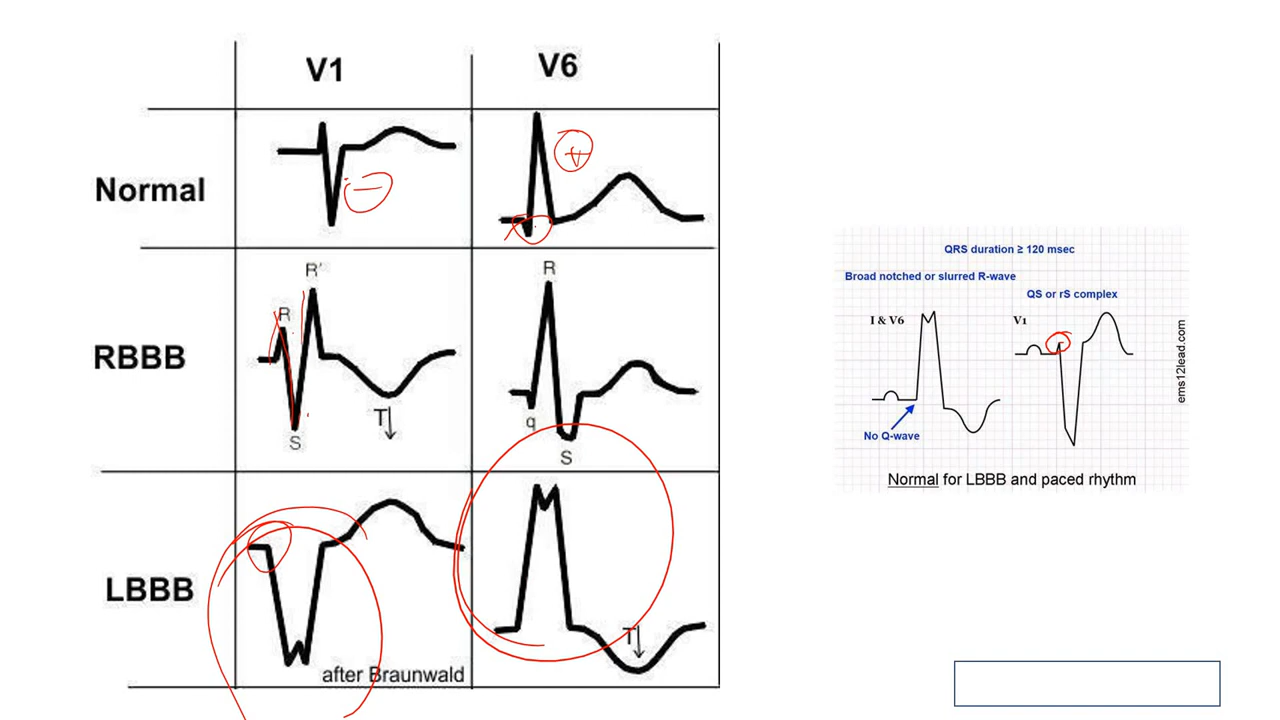 V1
V6
Normal
RBBB
R
R'
S
T↓
R
q
S
LBBB
T↓
after Braunwald
QRS duration ≥ 120 msec
Broad notched or slurred R-wave
QS or rS complex
I & V6
V1
No Q-wave
ems12lead.com
Normal for LBBB and paced rhythm